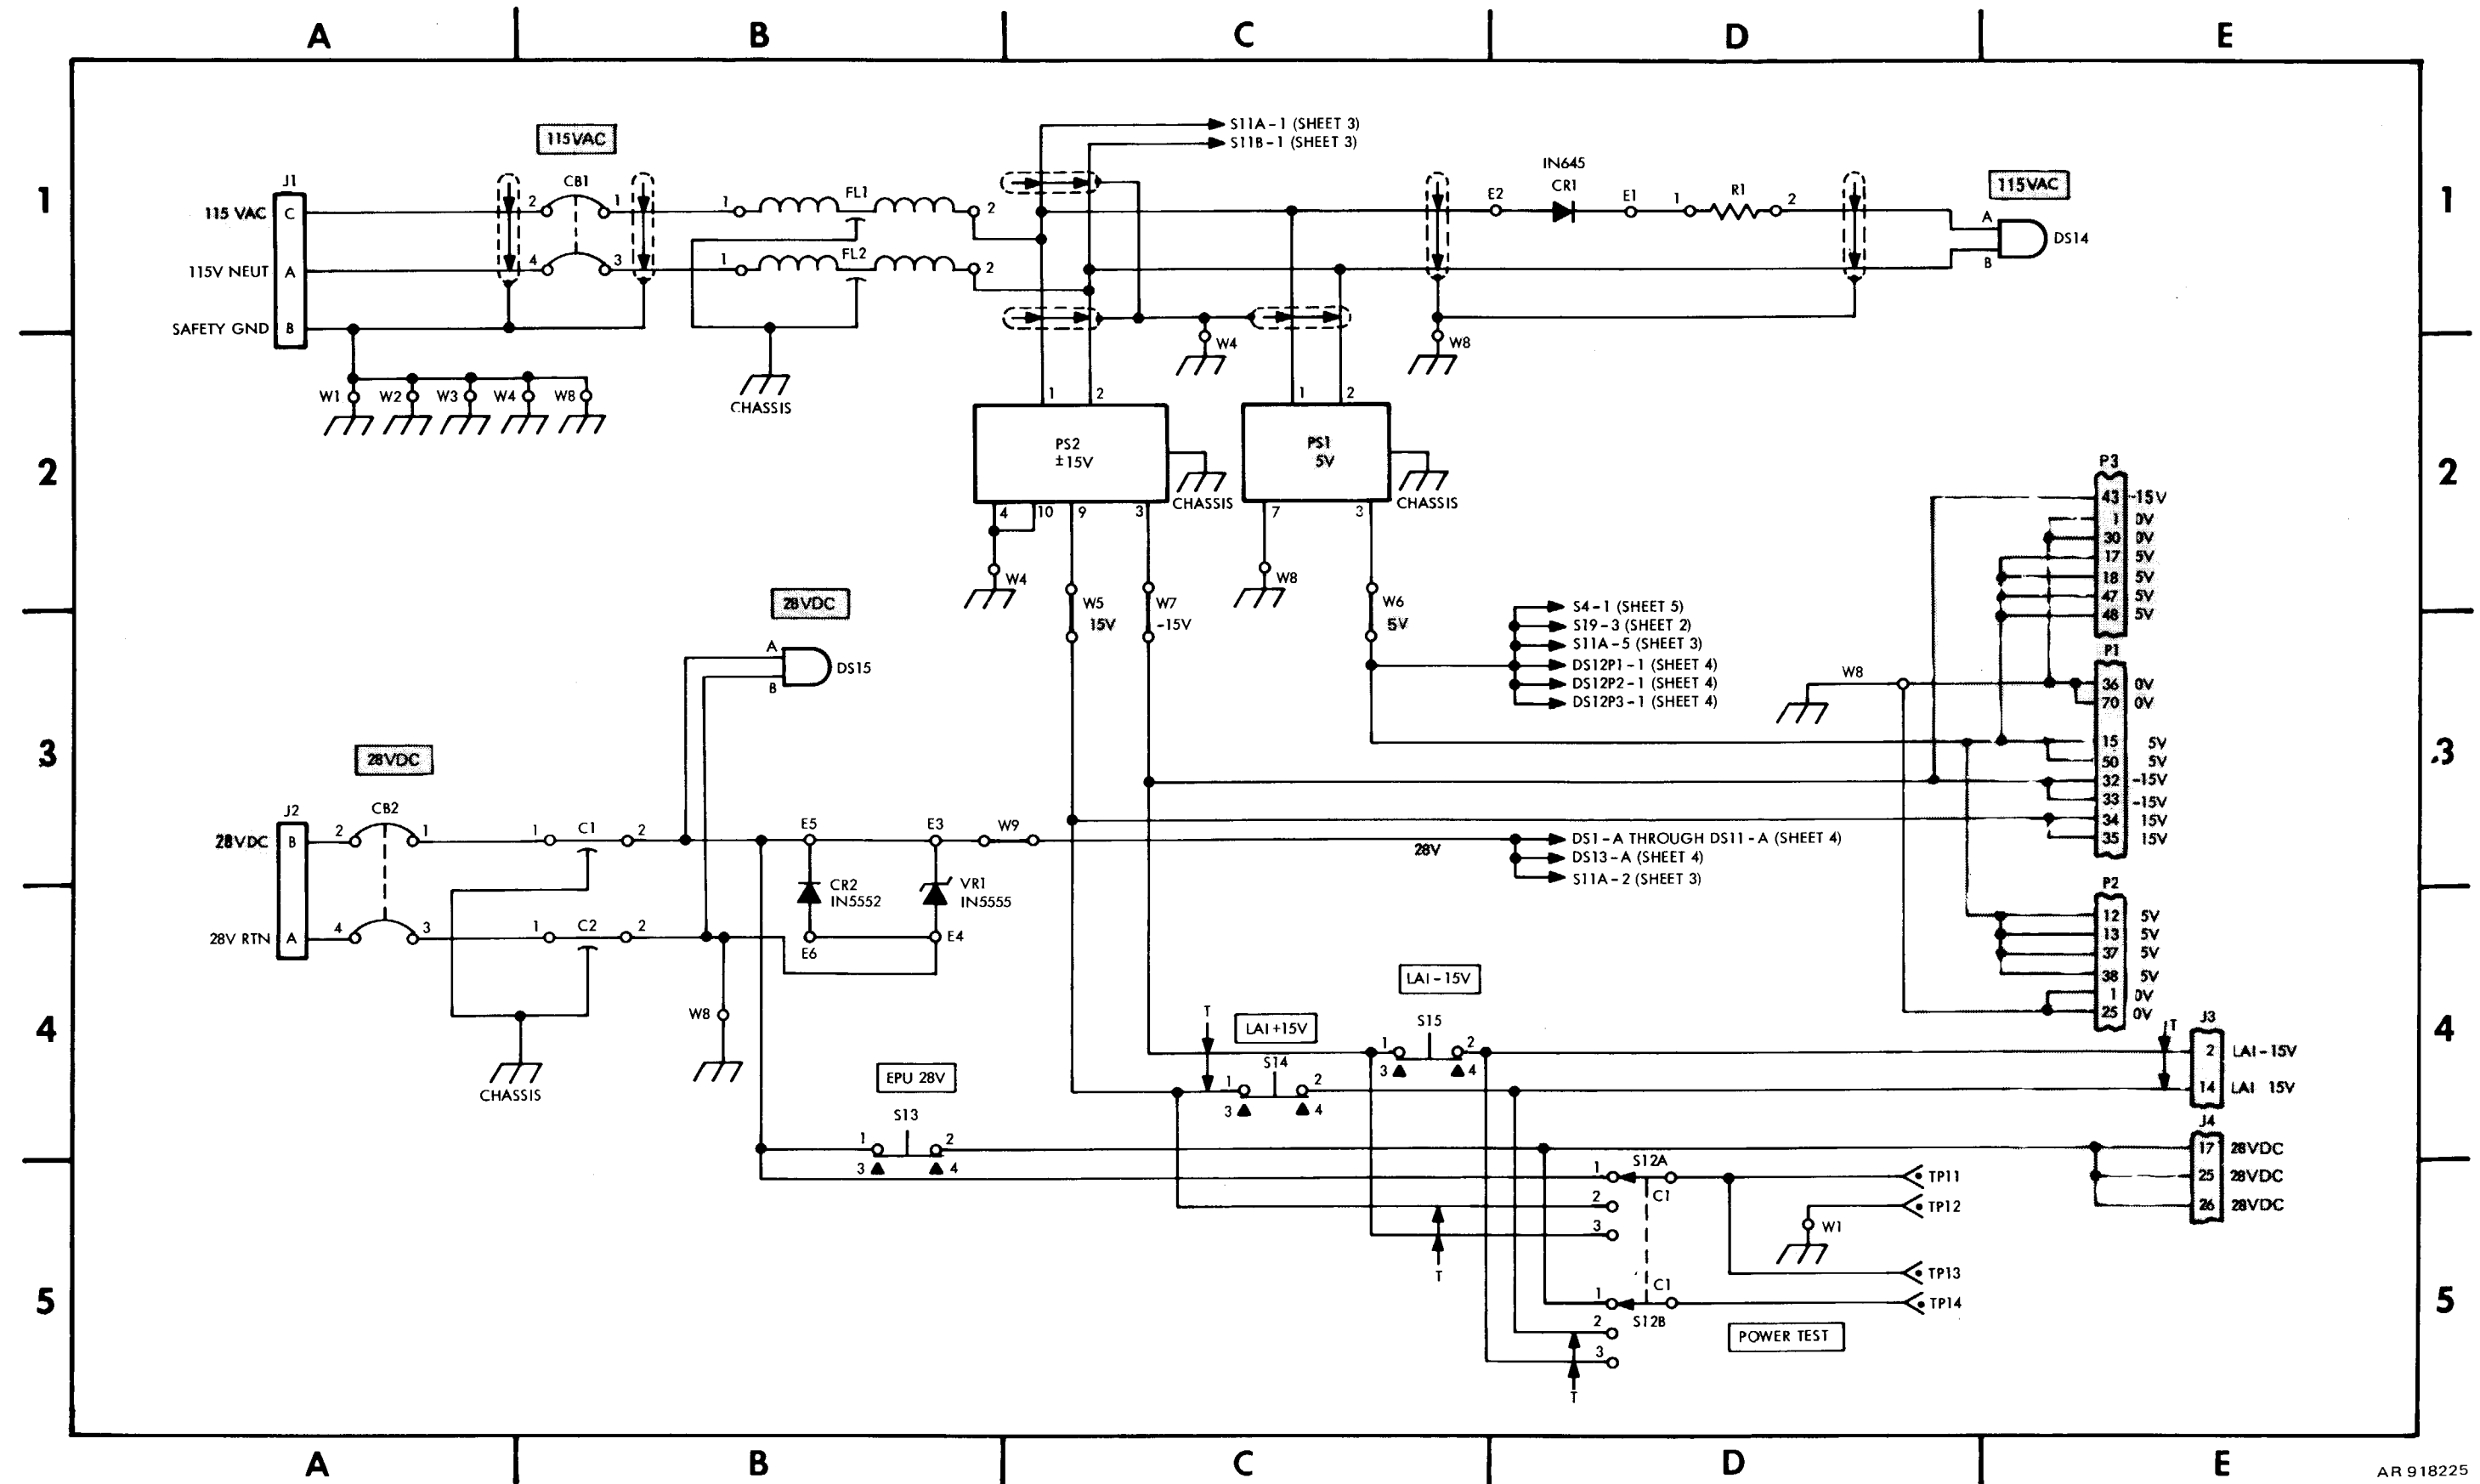 A B C D E
1
115VAC
S11A-1 (SHEET 3)
S11B-1 (SHEET 3)
IN645
CR1
115VAC
J1
CB1
115 VAC C
2 1
1 FL1 2
E2 E1 1 R1 2
A
DS14
B
115V NEUT A
4 3
1 FL2 2
SAFETY GND B
W4
W8
1
W1 W2 W3 W4 W8
CHASSIS
1 2
1 2
2
PS2
±15V
PS1
5V
CHASSIS
CHASSIS
4 10 9 3
7 3
W4
W8
2
P3
43 -15V
1 0V
30 0V
17 5V
18 5V
47 5V
48 5V
28VDC
W5
15V
W7
-15V
W6
5V
S4-1 (SHEET 5)
S19-3 (SHEET 2)
S11A-5 (SHEET 3)
DS12P1-1 (SHEET 4)
DS12P2-1 (SHEET 4)
DS12P3-1 (SHEET 4)
A
DS15
B
W8
P1
36 0V
70 0V
15 5V
50 5V
32 -15V
33 -15V
34 15V
35 15V
3
3
28VDC
J2
CB2
28VDC B
2 1
1 C1 2
E5 E3 W9
28V
DS1-A THROUGH DS11-A (SHEET 4)
DS13-A (SHEET 4)
S11A-2 (SHEET 3)
CR2
IN5552
VR1
IN5555
28V RTN A
4 3
1 C2 2
E6 E4
P2
12 5V
13 5V
37 5V
38 5V
1 0V
25 0V
4
4
W8
CHASSIS
LAI-15V
T
LAI+15V
S15
1 2
3 4
S14
1 2
3 4
T
J3
2 LAI-15V
14 LAI 15V
EPU 28V
S13
1 2
3 4
J4
17 28VDC
25 28VDC
26 28VDC
5
5
S12A
1
C1
2
3
TP11
TP12
W1
T
TP13
C1
1
TP14
S12B
2
3
T
POWER TEST
A B C D E
AR 918225